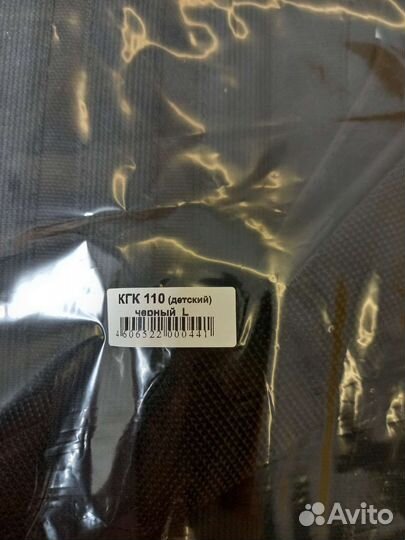 КГК 110 (детский)
черный L
4606522000441
Avito